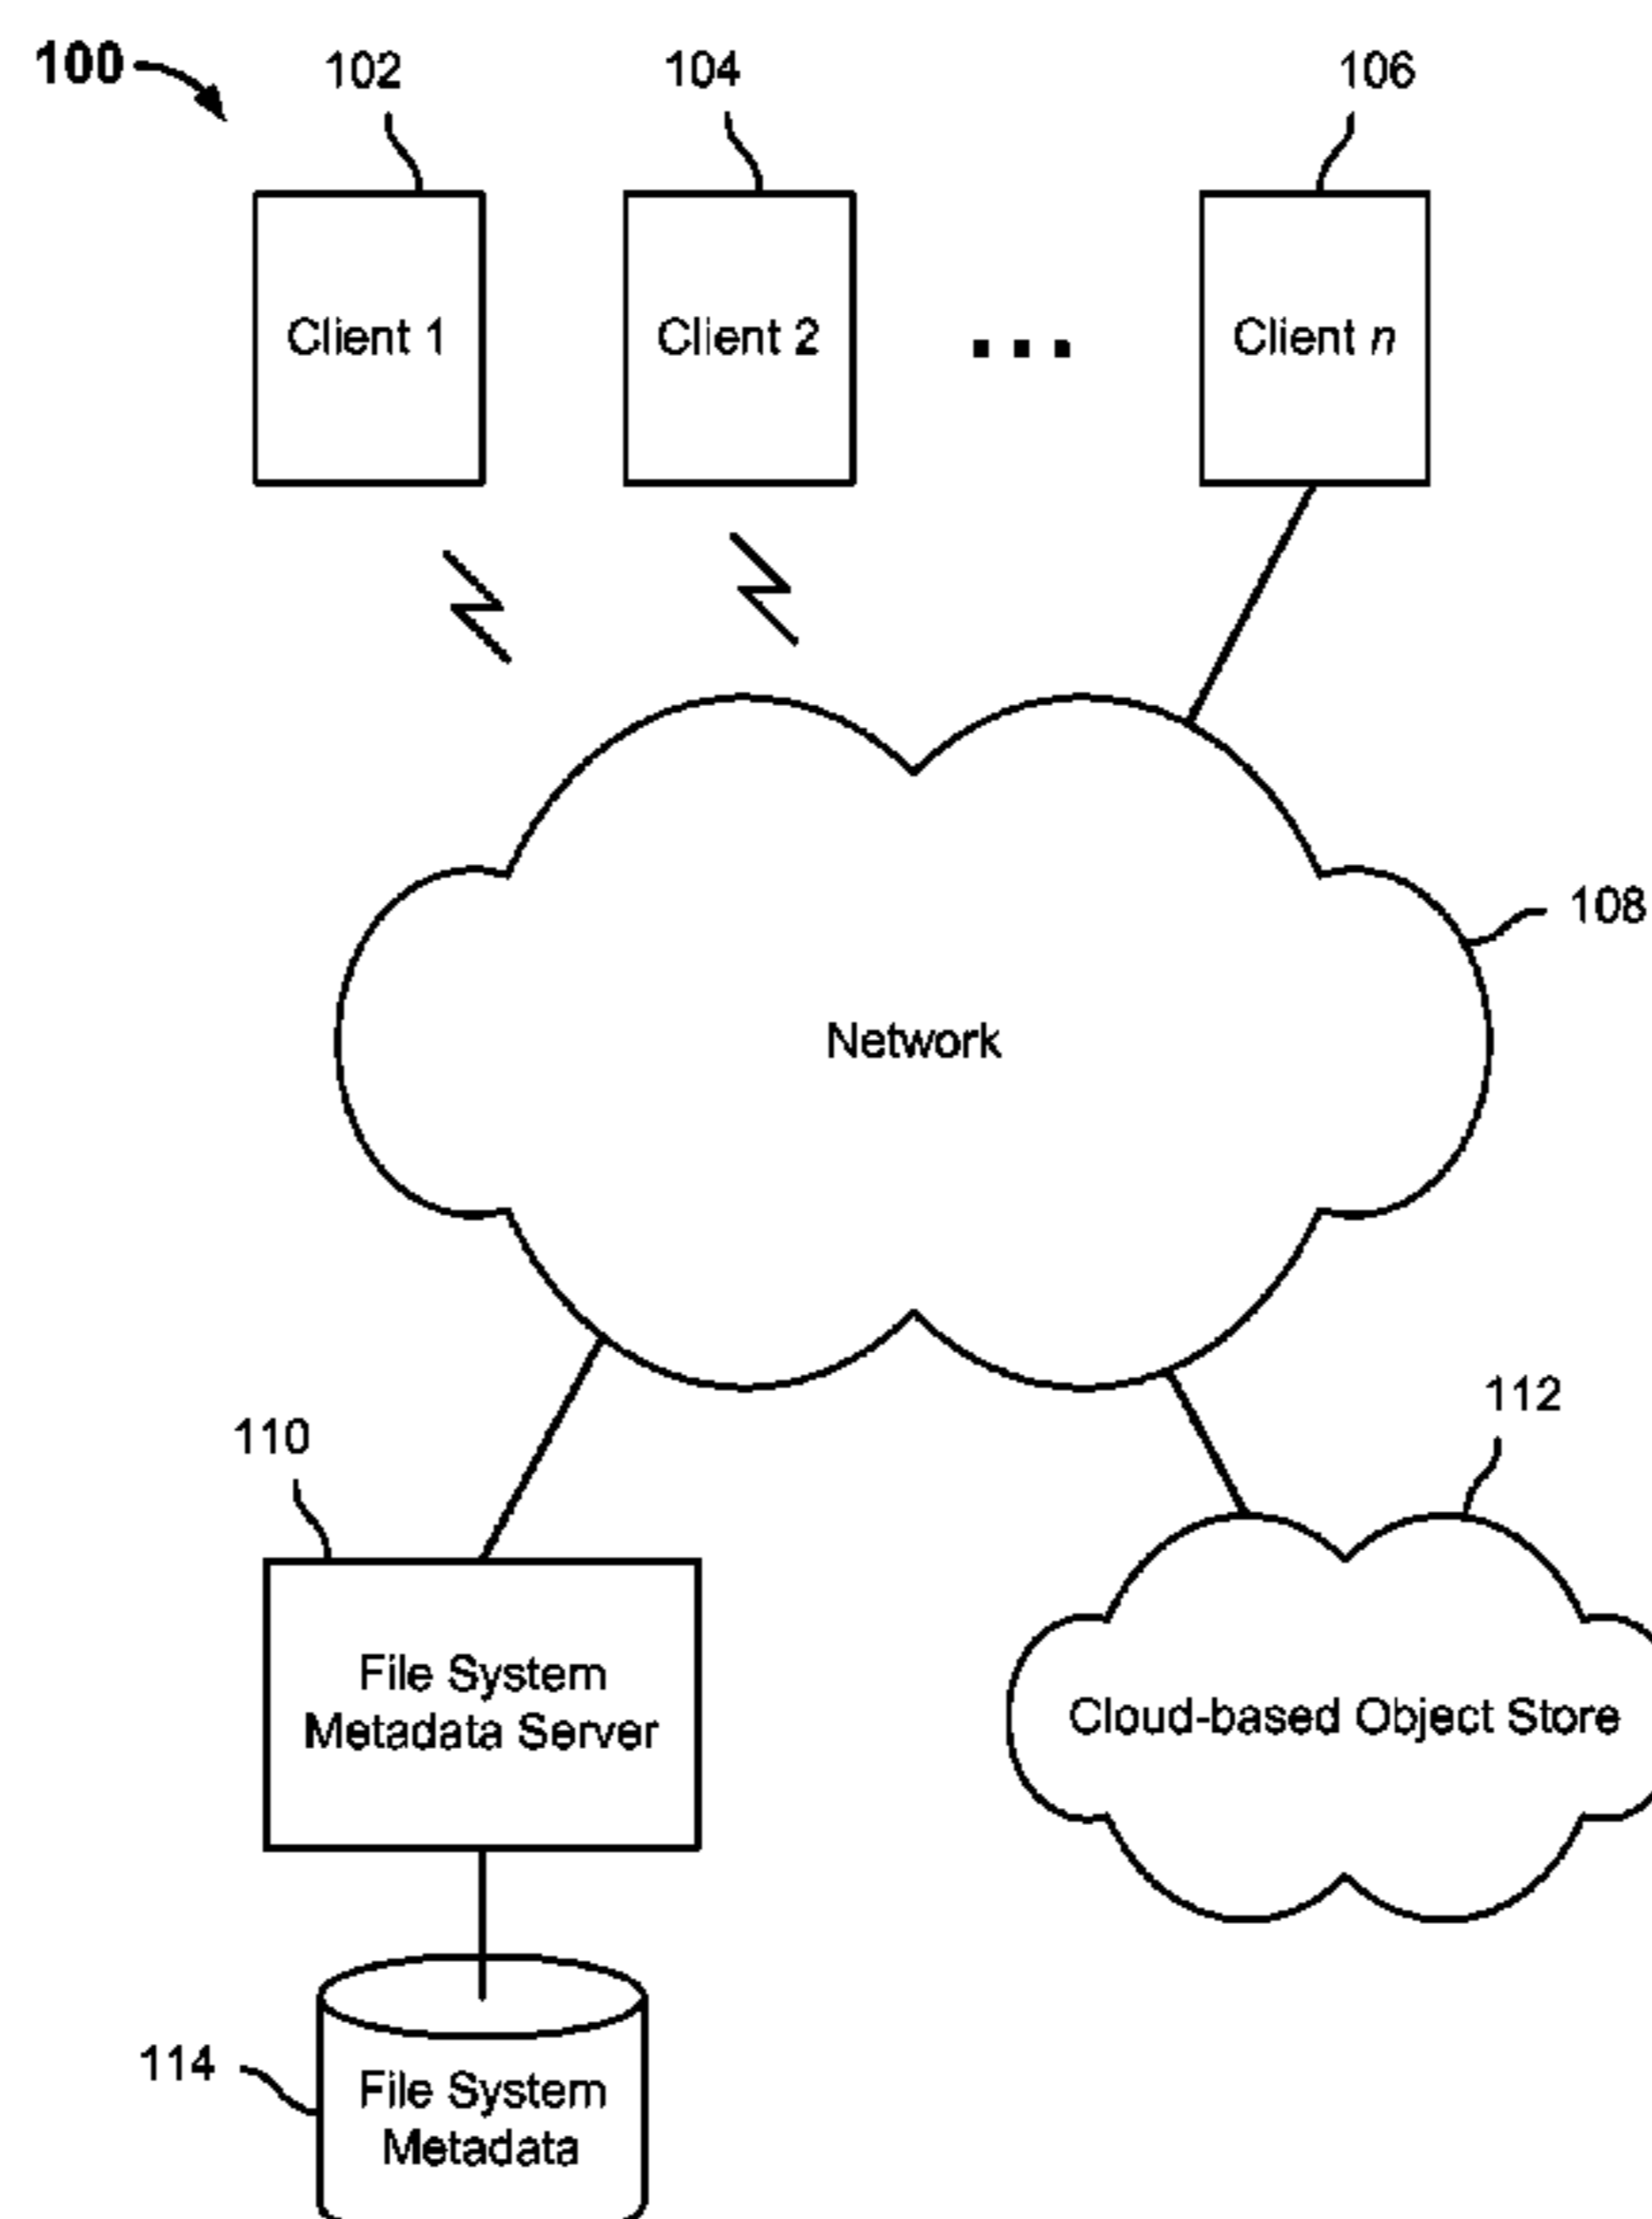 100
102
104
106
Client 1
Client 2
...
Client n
108
Network
110
112
File System
Metadata Server
Cloud-based Object Store
114
File System
Metadata